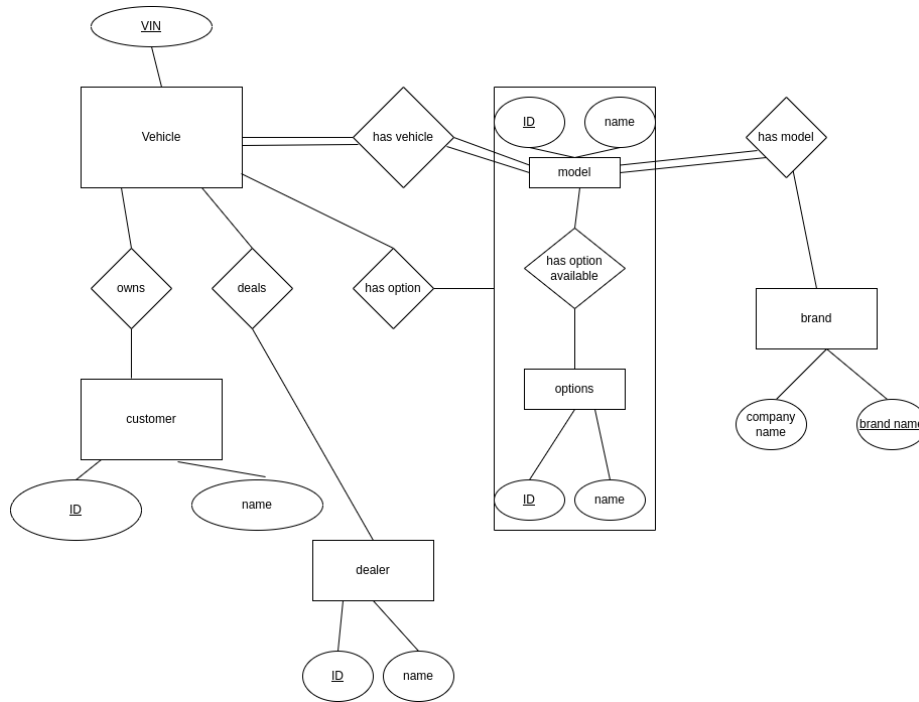 VIN
Vehicle
has vehicle
ID
name
model
has model
has option
available
owns
deals
has option
brand
options
customer
company
name
brand name
ID
name
ID
name
dealer
ID
name